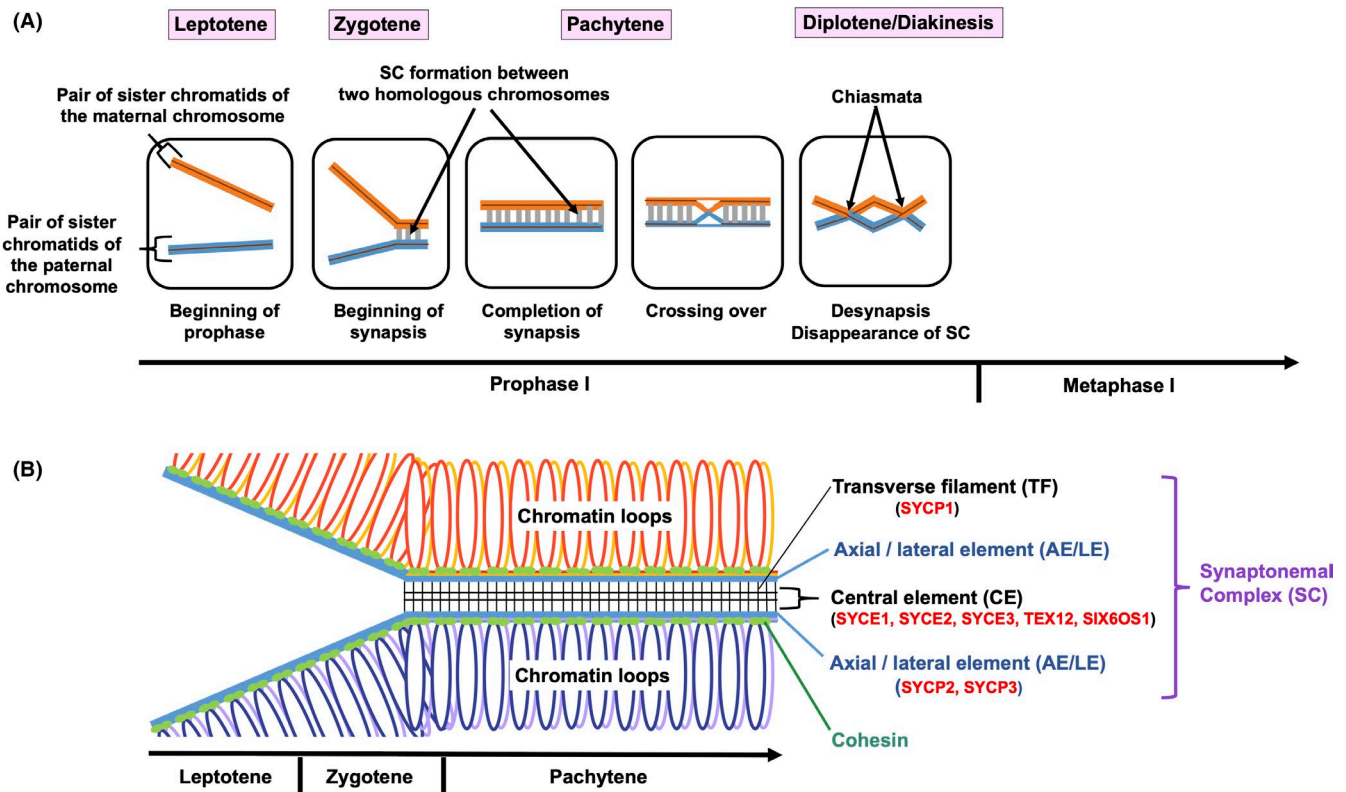 (A)
Leptotene
Zygotene
Pachytene
Diplotene/Diakinesis
SC formation between
two homologous chromosomes
Pair of sister chromatids of
the maternal chromosome
Chiasmata
Pair of sister
chromatids of
the paternal
chromosome
Beginning of
prophase
Beginning of
synapsis
Completion of
synapsis
Crossing over
Desynapsis
Disappearance of SC
Prophase I
Metaphase I
(B)
Chromatin loops
Chromatin loops
Transverse filament (TF)
(SYCP1)
Axial / lateral element (AE/LE)
Central element (CE)
(SYCE1, SYCE2, SYCE3, TEX12, SIX6OS1)
Axial / lateral element (AE/LE)
(SYCP2, SYCP3)
Cohesin
Synaptonemal
Complex (SC)
Leptotene
Zygotene
Pachytene